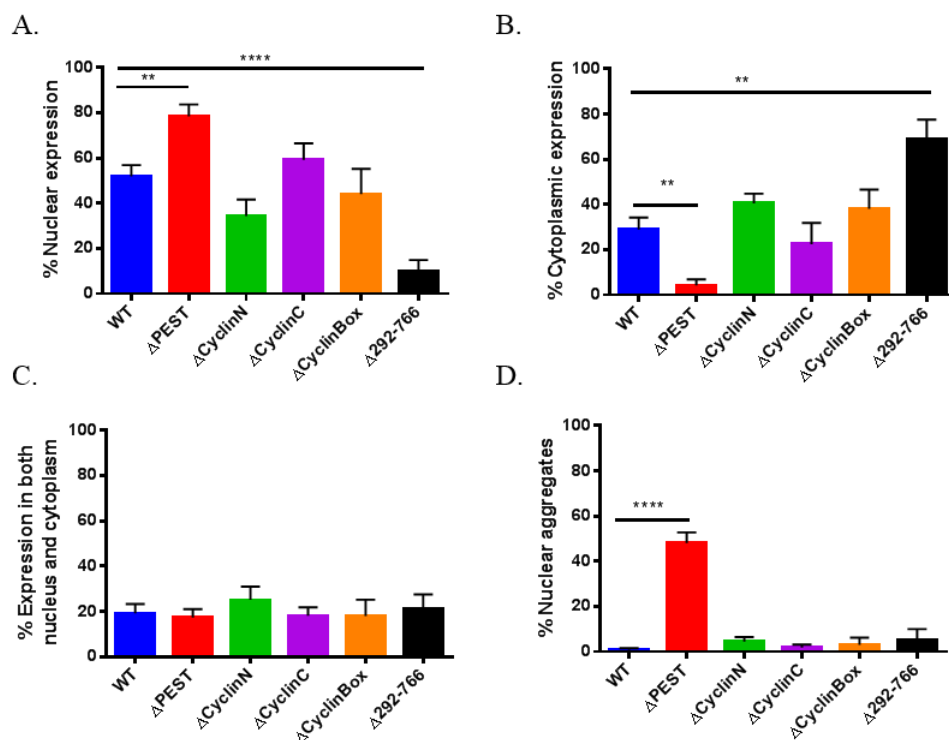 A.
% Nuclear expression
100
80
60
40
20
0
****
**
WT
ΔPEST
ΔCyclinN
ΔCyclinC
ΔCyclinBox
Δ292-766
B.
% Cytoplasmic expression
100
80
60
40
20
0
**
**
WT
ΔPEST
ΔCyclinN
ΔCyclinC
ΔCyclinBox
Δ292-766
C.
% Expression in both
nucleus and cytoplasm
100
80
60
40
20
0
WT
ΔPEST
ΔCyclinN
ΔCyclinC
ΔCyclinBox
Δ292-766
D.
% Nuclear aggregates
100
80
60
40
20
0
****
WT
ΔPEST
ΔCyclinN
ΔCyclinC
ΔCyclinBox
Δ292-766